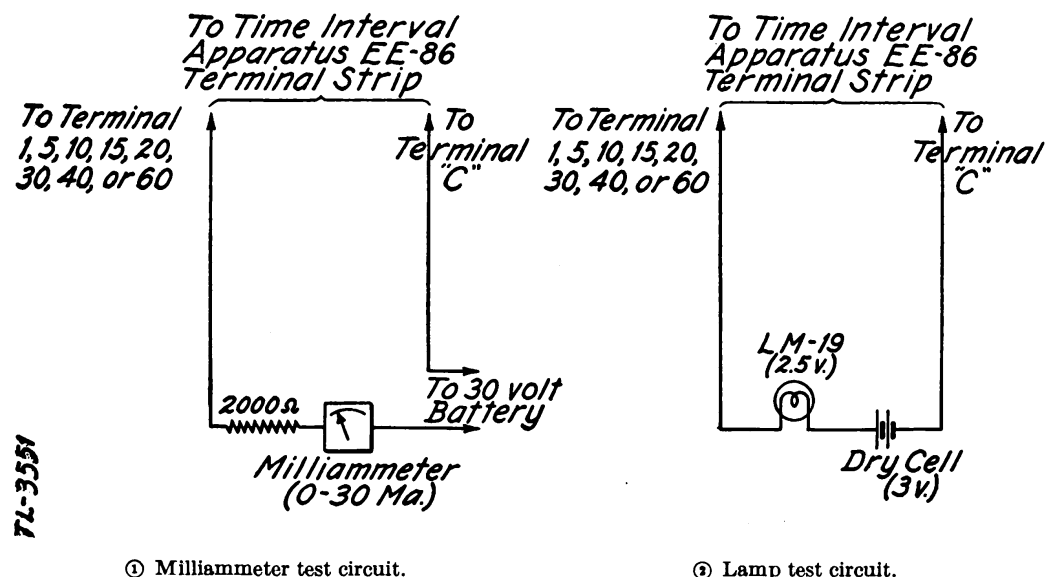 To Time Interval
Apparatus EE-86
Terminal Strip
To Terminal
1, 5, 10, 15, 20,
30, 40, or 60
To
Terminal
"C"
2000Ω
To 30 volt
Battery
Milliammeter
(0-30 Ma.)
① Milliammeter test circuit.
To Time Interval
Apparatus EE-86
Terminal Strip
To Terminal
1, 5, 10, 15, 20,
30, 40, or 60
To
Terminal
"C"
LM-19
(2.5 v.)
Dry Cell
(3 v.)
② Lamp test circuit.
TL-3551